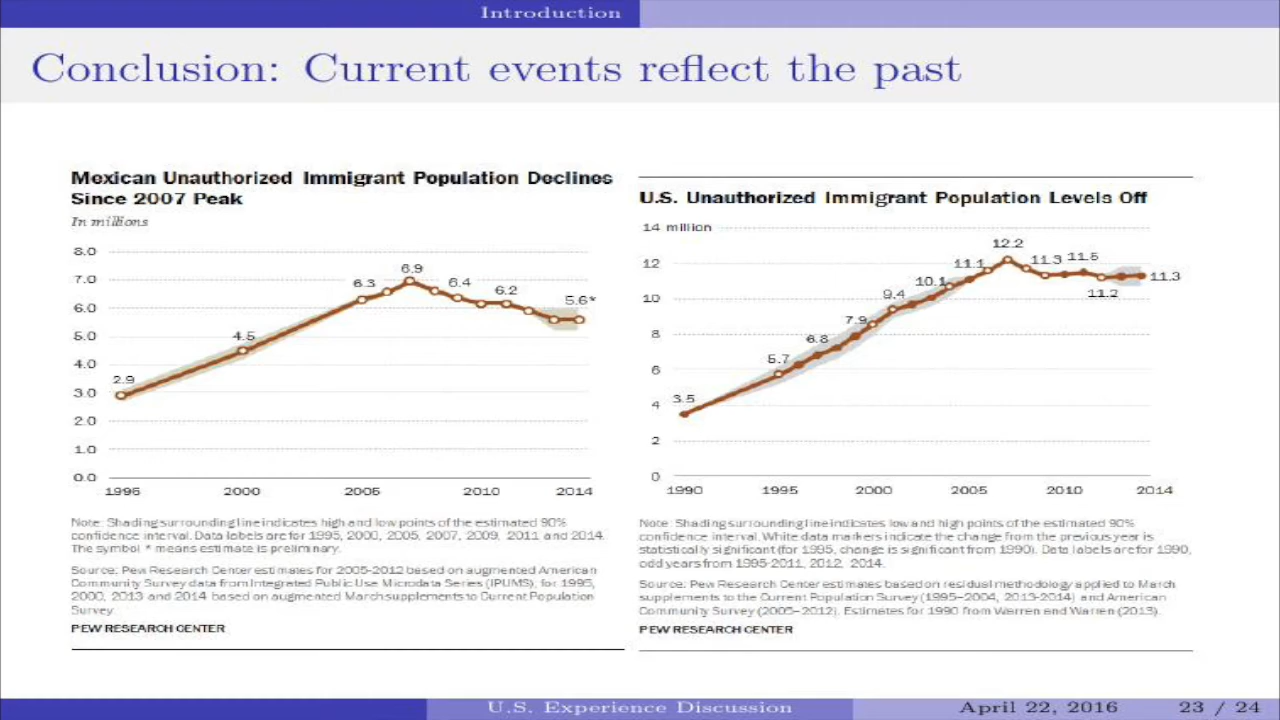 Introduction
Conclusion: Current events reflect the past
Mexican Unauthorized Immigrant Population Declines
Since 2007 Peak
In millions
8.0
7.0
6.0
5.0
4.0
3.0
2.0
1.0
0.0
2.9
4.5
6.3
6.9
6.4
6.2
5.6*
1995
2000
2005
2010
2014
Note: Shading surrounding line indicates high and low points of the estimated 90%
confidence interval. Data labels are for 1995, 2000, 2005, 2007, 2009, 2011 and 2014.
The symbol * means estimate is preliminary.
Source: Pew Research Center estimates for 2005-2012 based on augmented American
Community Survey data from Integrated Public Use Microdata Series (IPUMS), for 1995,
2000, 2013 and 2014 based on augmented March supplements to Current Population
Survey.
PEW RESEARCH CENTER
U.S. Unauthorized Immigrant Population Levels Off
14 million
12
10
8
6
4
2
0
3.5
5.7
6.8
7.9
9.4
10.1
11.1
12.2
11.3
11.5
11.2
11.3
1990
1995
2000
2005
2010
2014
Note: Shading surrounding line indicates low and high points of the estimated 90%
confidence interval. White data markers indicate the change from the previous year is
statistically significant (for 1995, change is significant from 1990). Data labels are for 1990,
odd years from 1995-2011, 2012, 2014.
Source: Pew Research Center estimates based on residual methodology applied to March
supplements to the Current Population Survey (1995–2004, 2013-2014) and American
Community Survey (2005–2012). Estimates for 1990 from Warren and Warren (2013).
PEW RESEARCH CENTER
U.S. Experience Discussion
April 22, 2016
23 / 24